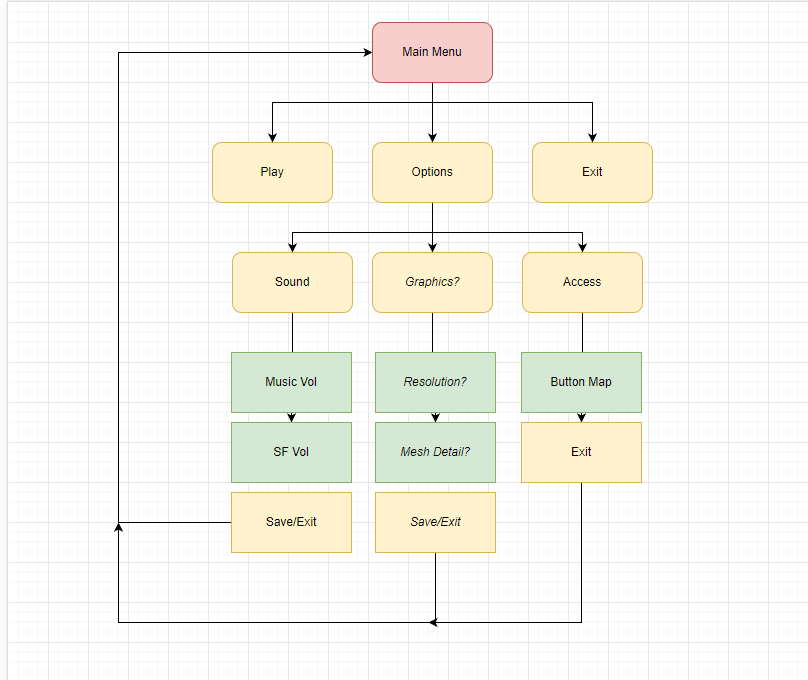 Main Menu
Play
Options
Exit
Sound
Graphics?
Access
Music Vol
Resolution?
Button Map
SF Vol
Mesh Detail?
Exit
Save/Exit
Save/Exit